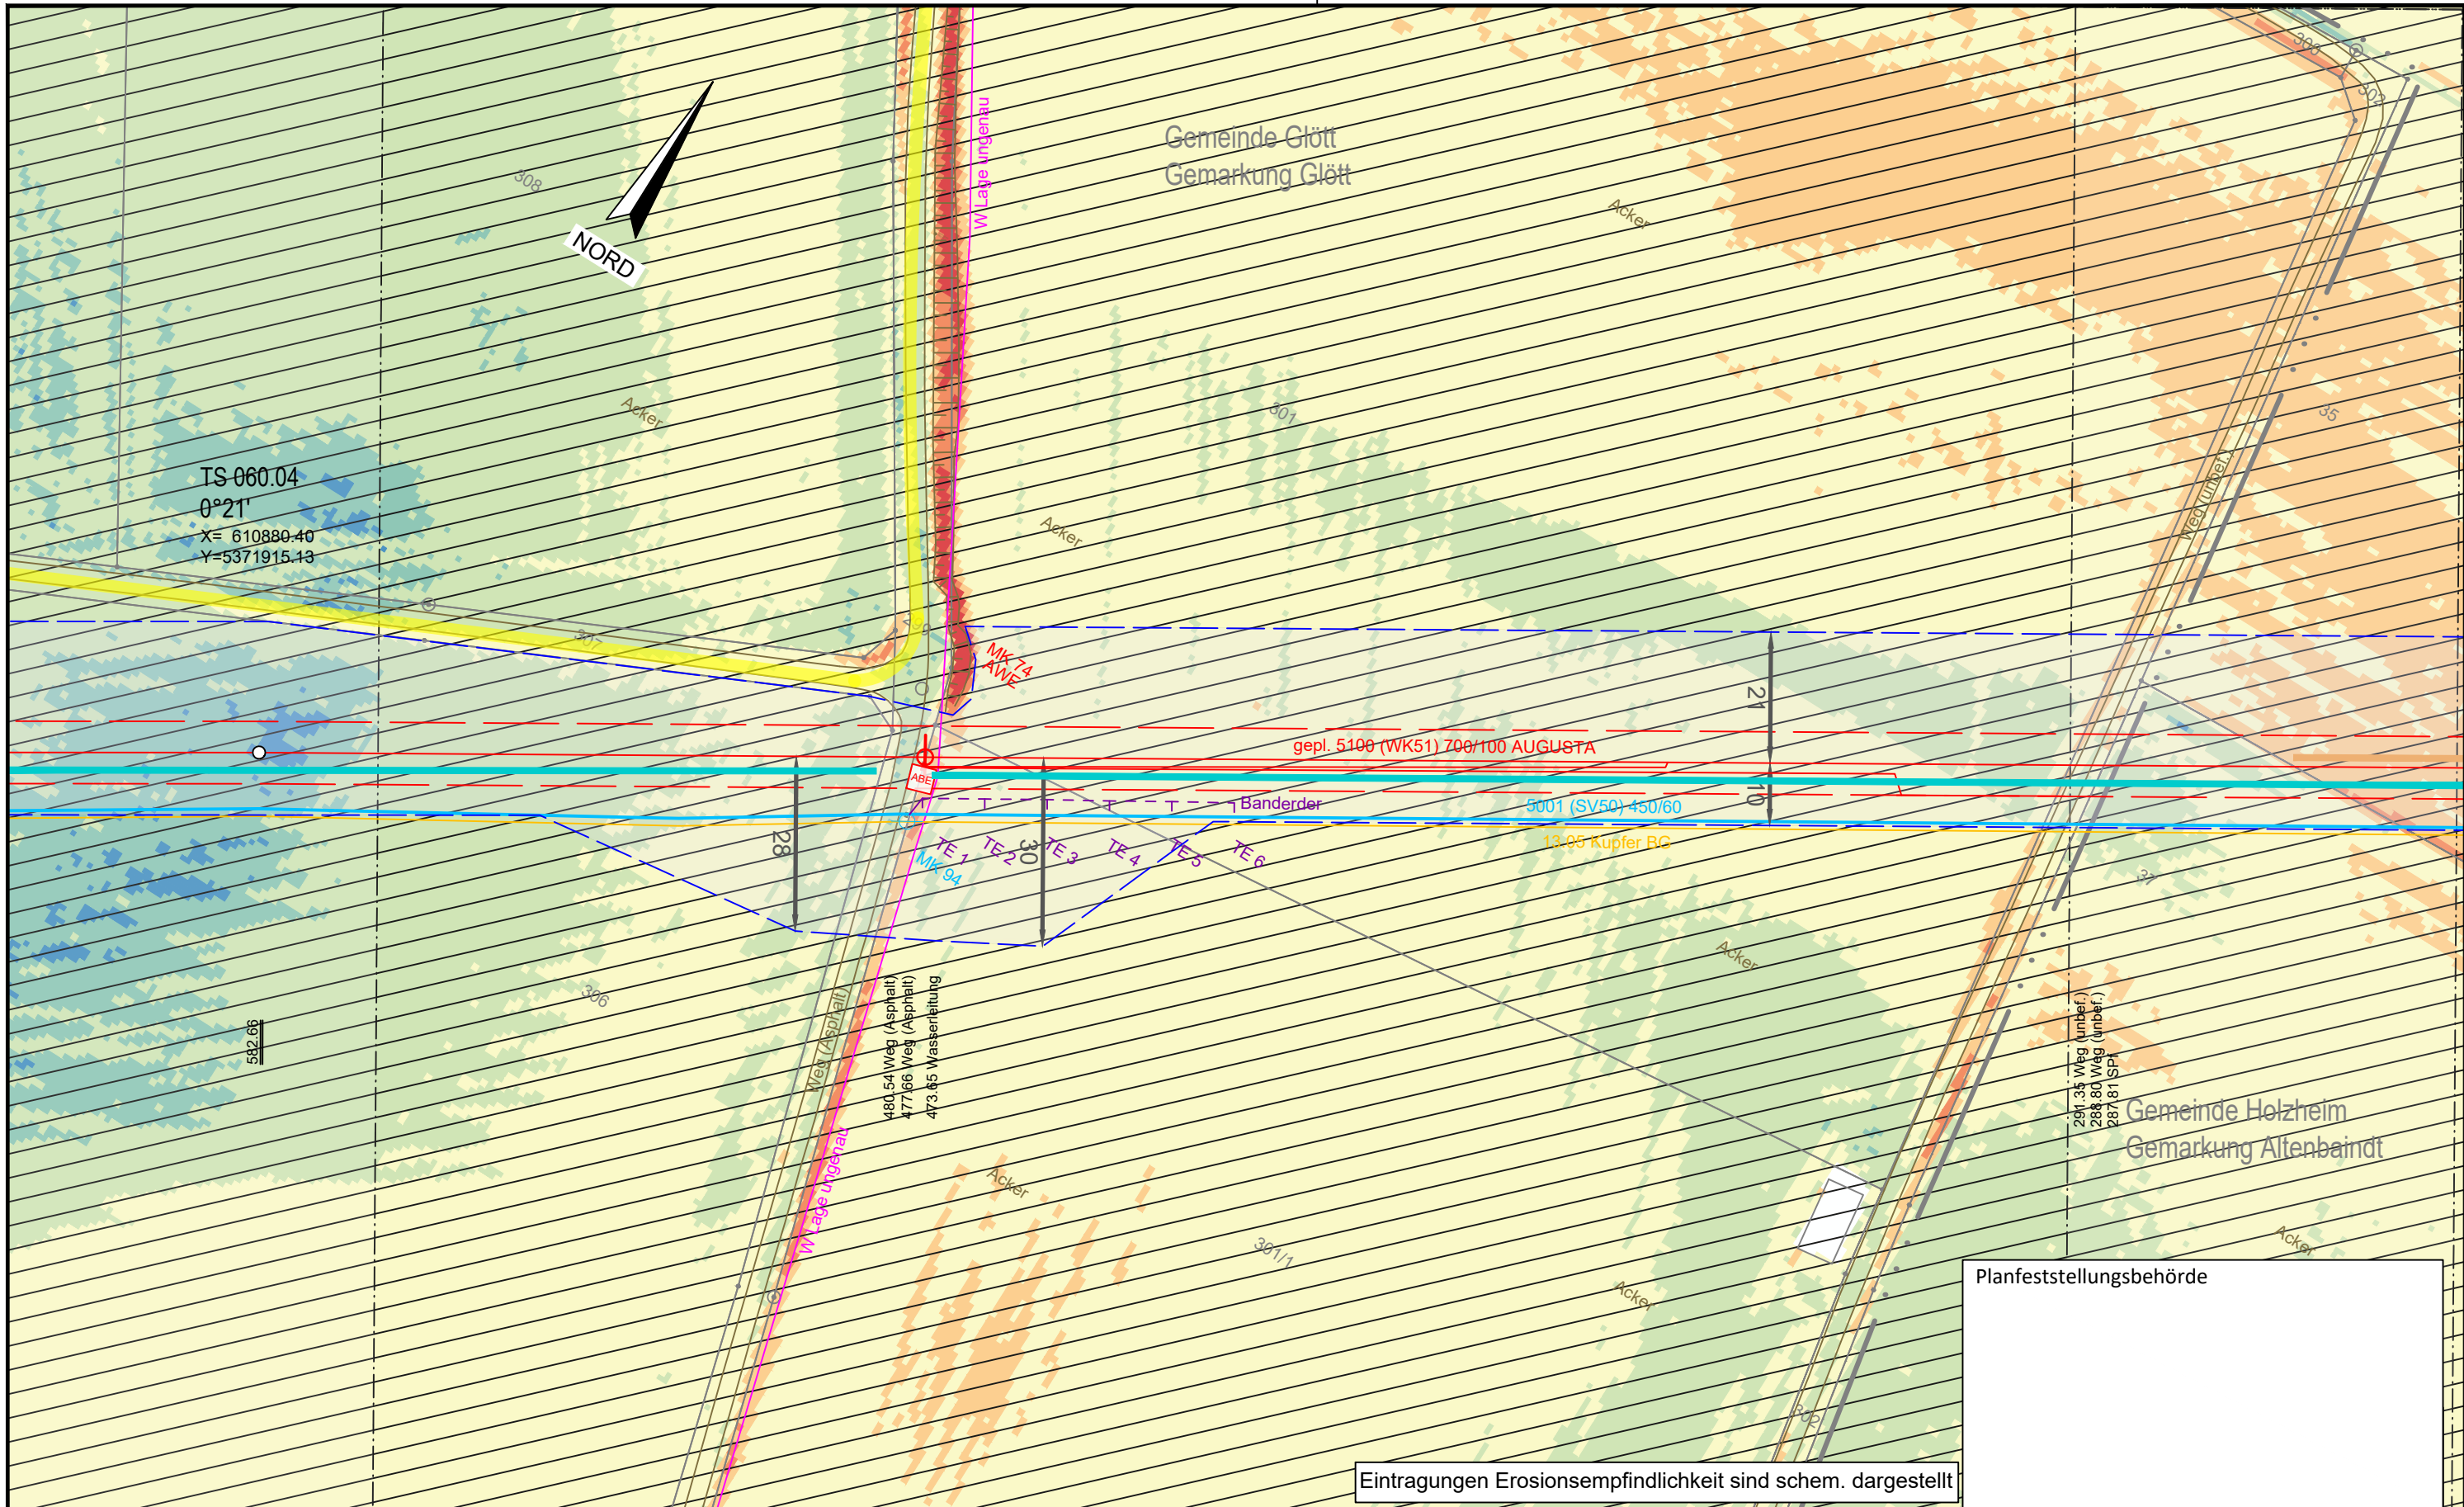 300
302
Gemeinde Glött
Gemarkung Glött
W Lage ungenau
308
Acker
NORD
Acker
301
35
TS 060.04
0°21'
X= 610880.40
Y=5371915.13
Acker
Weg (unbef.)
307
MK 74
AWE
21
gepl. 5100 (WK51) 700/100 AUGUSTA
ABE
10
Banderder
5001 (SV50) 450/60
13.05 Kupfer BG
28
30
TE 1
TE 2
TE 3
TE 4
TE 5
TE 6
MK 94
37
Acker
306
582.66
Weg (Asphalt)
480.54 Weg (Asphalt)
477.66 Weg (Asphalt)
473.65 Wasserleitung
291.35 Weg (unbef.)
288.80 Weg (unbef.)
Gemeinde Holzheim
Gemarkung Altenbaindt
W Lage ungenau
Acker
301/1
Acker
Acker
Planfeststellungsbehörde
302
Eintragungen Erosionsempfindlichkeit sind schem. dargestellt